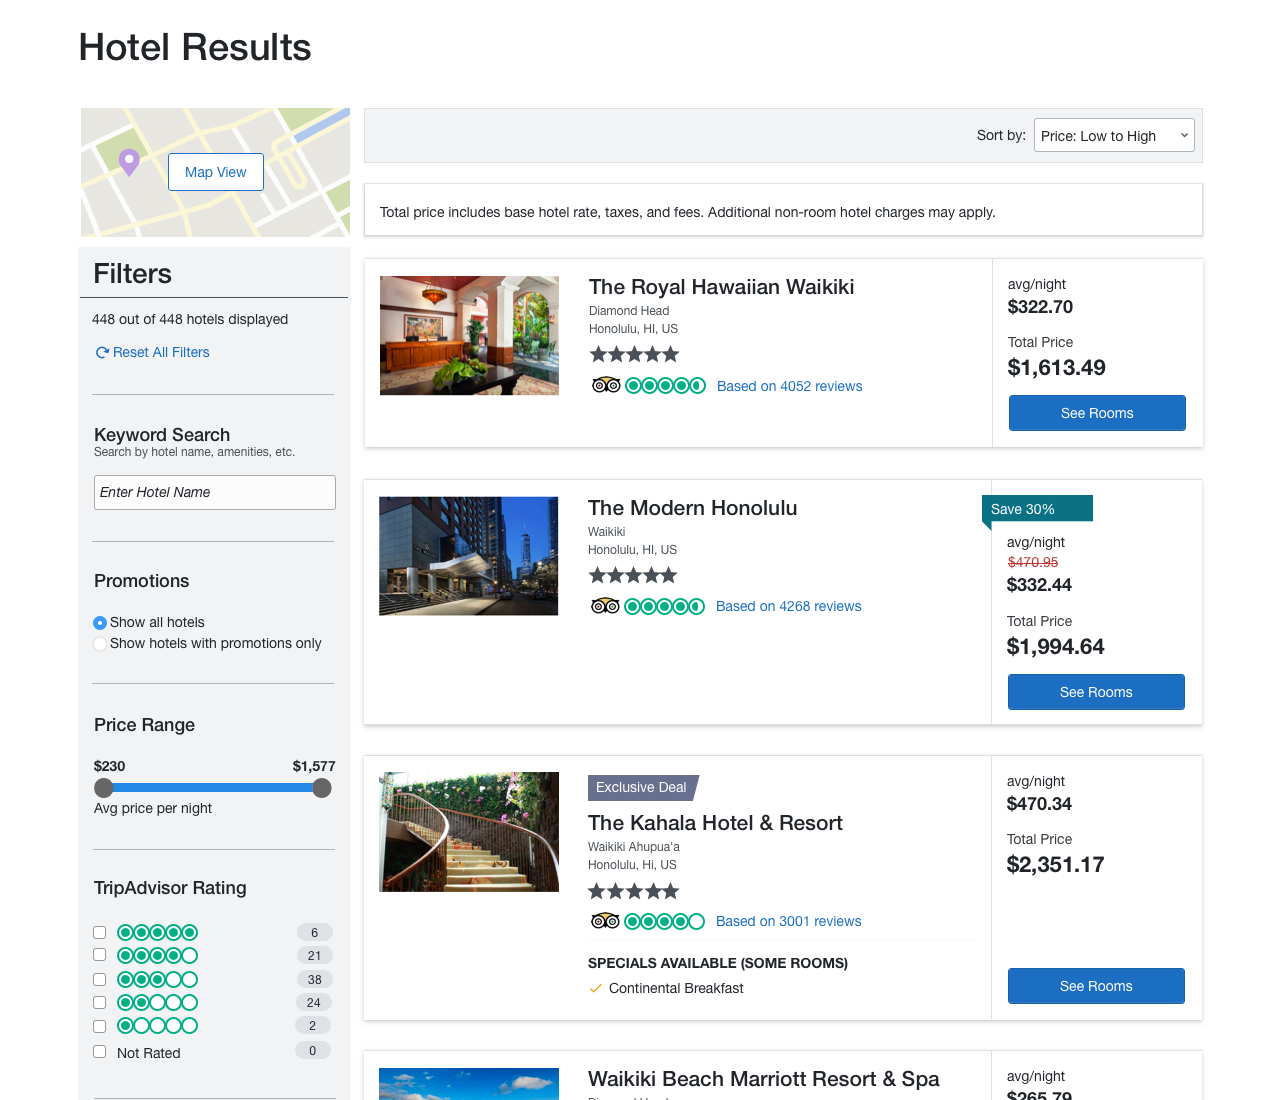 Hotel Results
Map View
Sort by:
Price: Low to High
Total price includes base hotel rate, taxes, and fees. Additional non-room hotel charges may apply.
Filters
448 out of 448 hotels displayed
Reset All Filters
Keyword Search
Search by hotel name, amenities, etc.
Enter Hotel Name
Promotions
Show all hotels
Show hotels with promotions only
Price Range
$230
$1,577
Avg price per night
TripAdvisor Rating
6
21
38
24
2
Not Rated
0
The Royal Hawaiian Waikiki
Diamond Head
Honolulu, HI, US
Based on 4052 reviews
avg/night
$322.70
Total Price
$1,613.49
See Rooms
The Modern Honolulu
Waikiki
Honolulu, HI, US
Based on 4268 reviews
Save 30%
avg/night
$470.95
$332.44
Total Price
$1,994.64
See Rooms
Exclusive Deal
The Kahala Hotel & Resort
Waikiki Ahupua'a
Honolulu, Hi, US
Based on 3001 reviews
SPECIALS AVAILABLE (SOME ROOMS)
Continental Breakfast
avg/night
$470.34
Total Price
$2,351.17
See Rooms
Waikiki Beach Marriott Resort & Spa
avg/night
$265.79